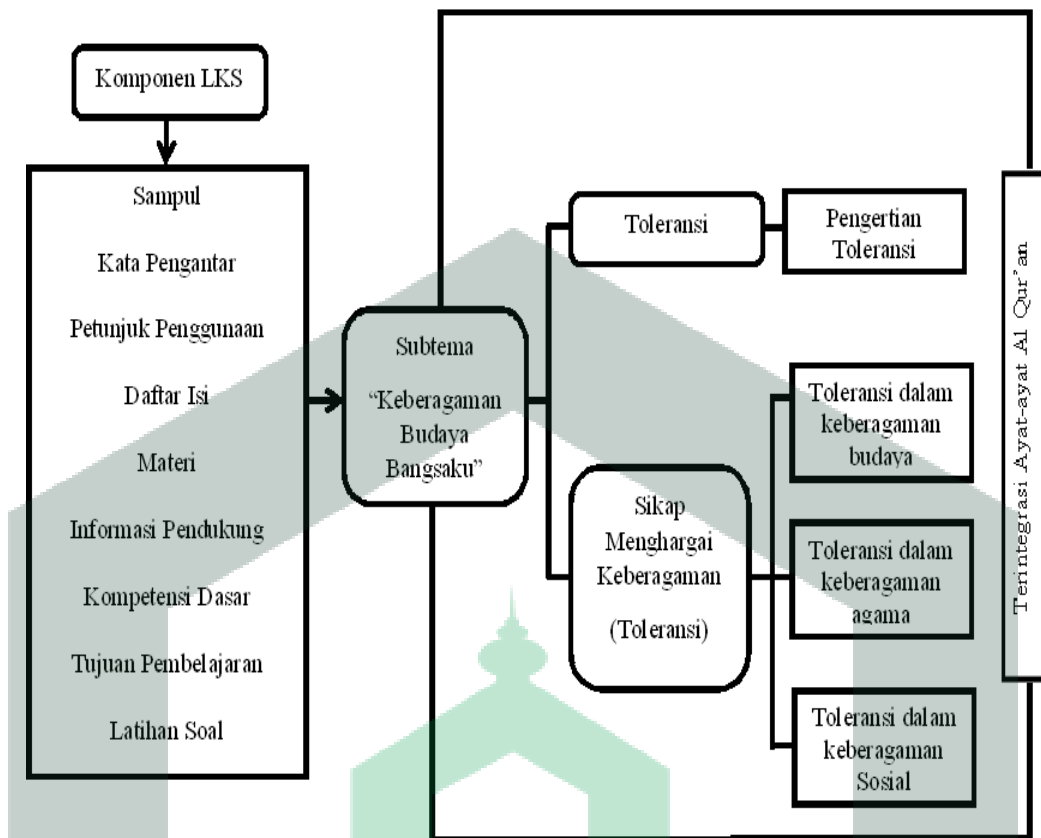 Komponen LKS
Sampul
Kata Pengantar
Petunjuk Penggunaan
Daftar Isi
Materi
Informasi Pendukung
Kompetensi Dasar
Tujuan Pembelajaran
Latihan Soal
Subtema
“Keberagaman
Budaya
Bangsaku”
Toleransi
Pengertian
Toleransi
Sikap
Menghargai
Keberagaman
(Toleransi)
Toleransi dalam
keberagaman
budaya
Toleransi dalam
keberagaman
agama
Toleransi dalam
keberagaman
Sosial
Terintegrasi Ayat-ayat Al Qur’an